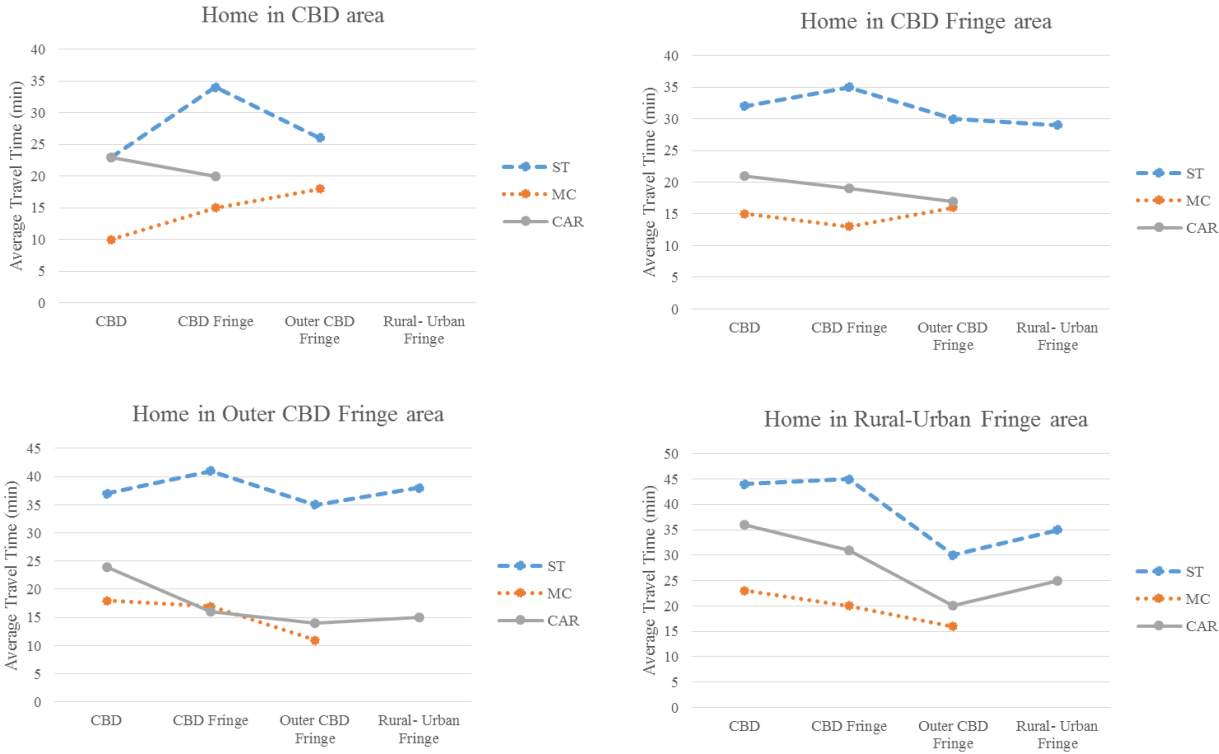 Home in CBD area
Average Travel Time (min)
40
35
30
25
20
15
10
5
0
CBD
CBD Fringe
Outer CBD
Fringe
Rural- Urban
Fringe
ST
MC
CAR
Home in CBD Fringe area
Average Travel Time (min)
40
35
30
25
20
15
10
5
0
CBD
CBD Fringe
Outer CBD
Fringe
Rural- Urban
Fringe
ST
MC
CAR
Home in Outer CBD Fringe area
Average Travel Time (min)
45
40
35
30
25
20
15
10
5
0
CBD
CBD Fringe
Outer CBD
Fringe
Rural- Urban
Fringe
ST
MC
CAR
Home in Rural-Urban Fringe area
Average Travel Time (min)
50
45
40
35
30
25
20
15
10
5
0
CBD
CBD Fringe
Outer CBD
Fringe
Rural- Urban
Fringe
ST
MC
CAR